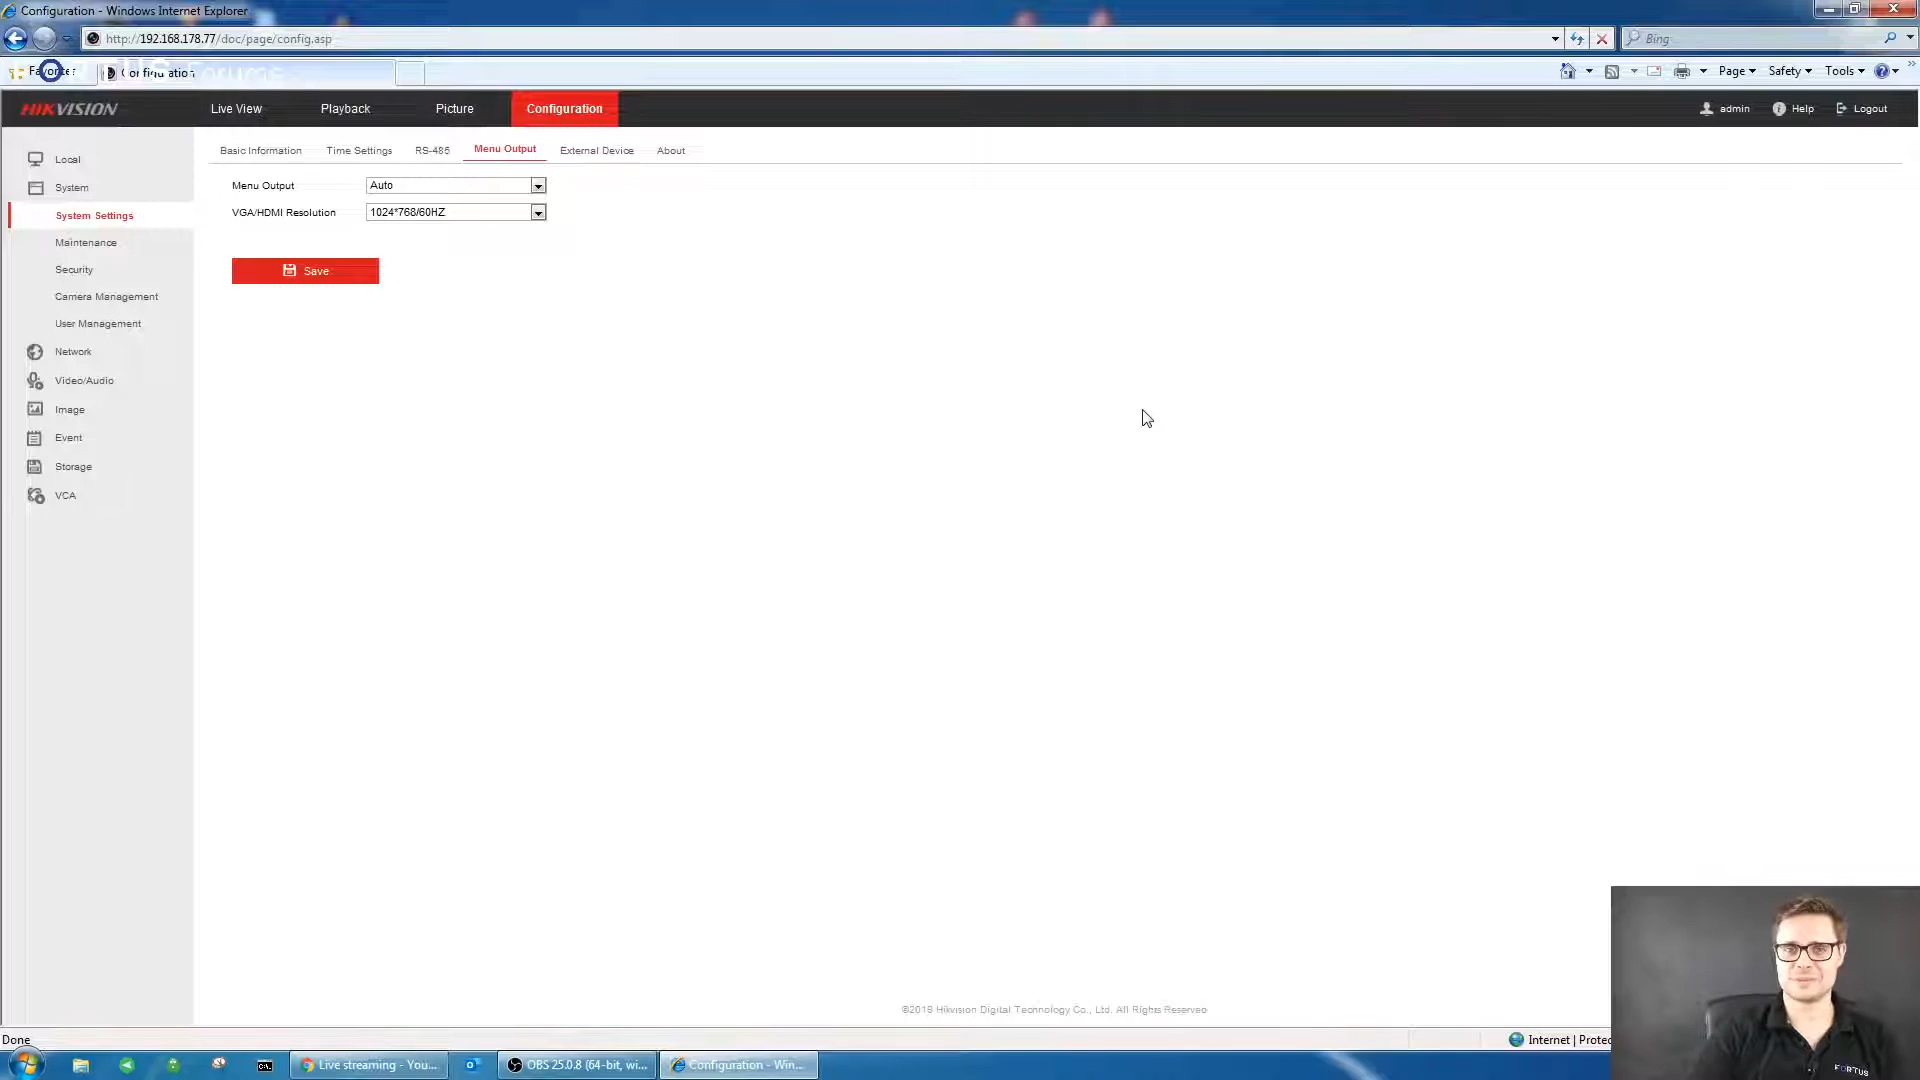 Configuration - Windows Internet Explorer
http://192.168.178.77/doc/page/config.asp
Bing
Favorites
Configuration
Forums
Page
Safety
Tools
HIKVISION
Live View
Playback
Picture
Configuration
admin
Help
Logout
Local
System
System Settings
Maintenance
Security
Camera Management
User Management
Network
Video/Audio
Image
Event
Storage
VCA
Basic Information
Time Settings
RS-485
Menu Output
External Device
About
Menu Output
Auto
VGA/HDMI Resolution
1024*768/60HZ
Save
©2018 Hikvision Digital Technology Co., Ltd. All Rights Reserved
Done
Internet | Protec
Live streaming - You...
OBS 25.0.8 (64-bit, wi...
Configuration - Win...
FORTUS